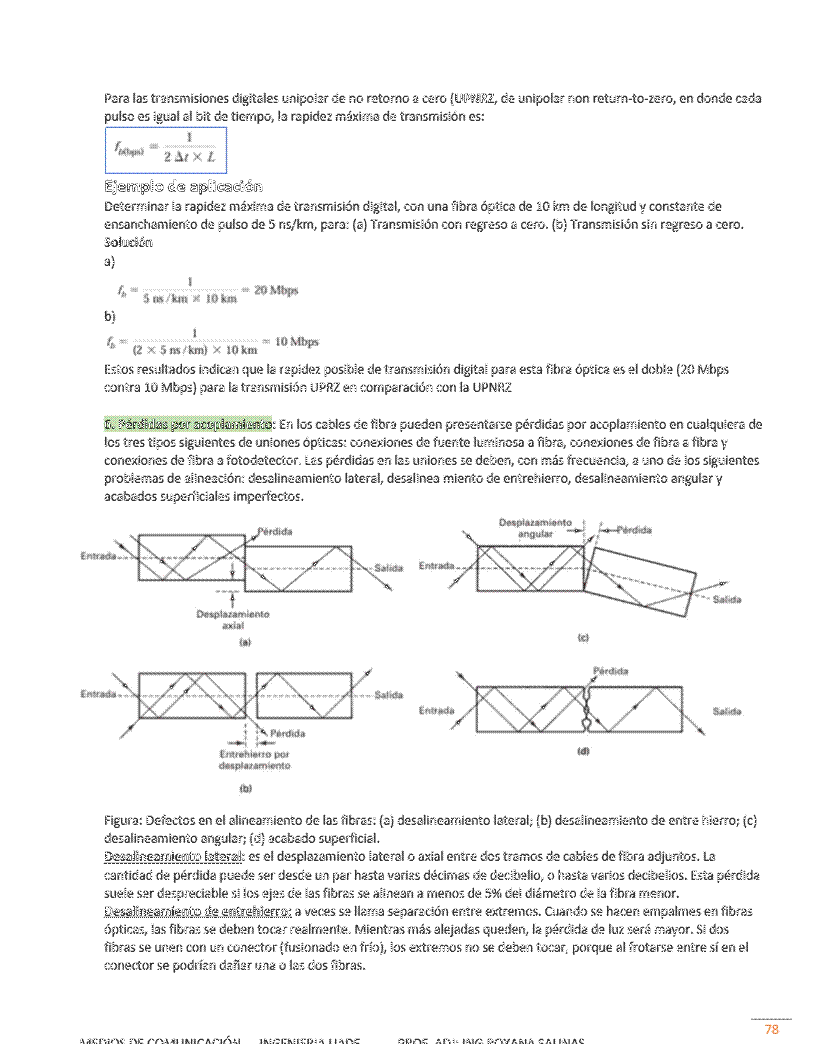 Para las transmisiones digitales unipolar de no retorno a cero (UPNRZ, de unipolar non return-to-zero, en donde cada
pulso es igual al bit de tiempo, la rapidez máxima de transmisión es:
f b(bps) = 1 / 2 Δt × L
Ejemplo de aplicación
Determinar la rapidez máxima de transmisión digital, con una fibra óptica de 10 km de longitud y constante de
ensanchamiento de pulso de 5 ns/km, para: (a) Transmisión con regreso a cero. (b) Transmisión sin regreso a cero.
Solución
a)
f b = 1 / 5 ns/km × 10 km = 20 Mbps
b)
f b = 1 / (2 × 5 ns/km) × 10 km = 10 Mbps
Estos resultados indican que la rapidez posible de transmisión digital para esta fibra óptica es el doble (20 Mbps
contra 10 Mbps) para la transmisión UPRZ en comparación con la UPNRZ
6. Pérdidas por acoplamiento: En los cables de fibra pueden presentarse pérdidas por acoplamiento en cualquiera de
los tres tipos siguientes de uniones ópticas: conexiones de fuente luminosa a fibra, conexiones de fibra a fibra y
conexiones de fibra a fotodetector. Las pérdidas en las uniones se deben, con más frecuencia, a uno de los siguientes
problemas de alineación: desalineamiento lateral, desalinea miento de entrehierro, desalineamiento angular y
acabados superficiales imperfectos.
Pérdida
Entrada
Salida
Desplazamiento
axial
(a)
Desplazamiento
angular
Pérdida
Entrada
Salida
(c)
Entrada
Salida
Pérdida
Entrehierro por
desplazamiento
(b)
Pérdida
Entrada
Salida
(d)
Figura: Defectos en el alineamiento de las fibras: (a) desalineamiento lateral; (b) desalineamiento de entre hierro; (c)
desalineamiento angular; (d) acabado superficial.
Desalineamiento lateral: es el desplazamiento lateral o axial entre dos tramos de cables de fibra adjuntos. La
cantidad de pérdida puede ser desde un par hasta varias décimas de decibelio, o hasta varios decibelios. Esta pérdida
suele ser despreciable si los ejes de las fibras se alinean a menos de 5% del diámetro de la fibra menor.
Desalineamiento de entrehierro: a veces se llama separación entre extremos. Cuando se hacen empalmes en fibras
ópticas, las fibras se deben tocar realmente. Mientras más alejadas queden, la pérdida de luz será mayor. Si dos
fibras se unen con un conector (fusionado en frío), los extremos no se deben tocar, porque al frotarse entre sí en el
conector se podrían dañar una o las dos fibras.
78
MEDIOS DE COMUNICACIÓN INGENIERIA UADE PROF. ADJ: ING ROXANA SALINAS